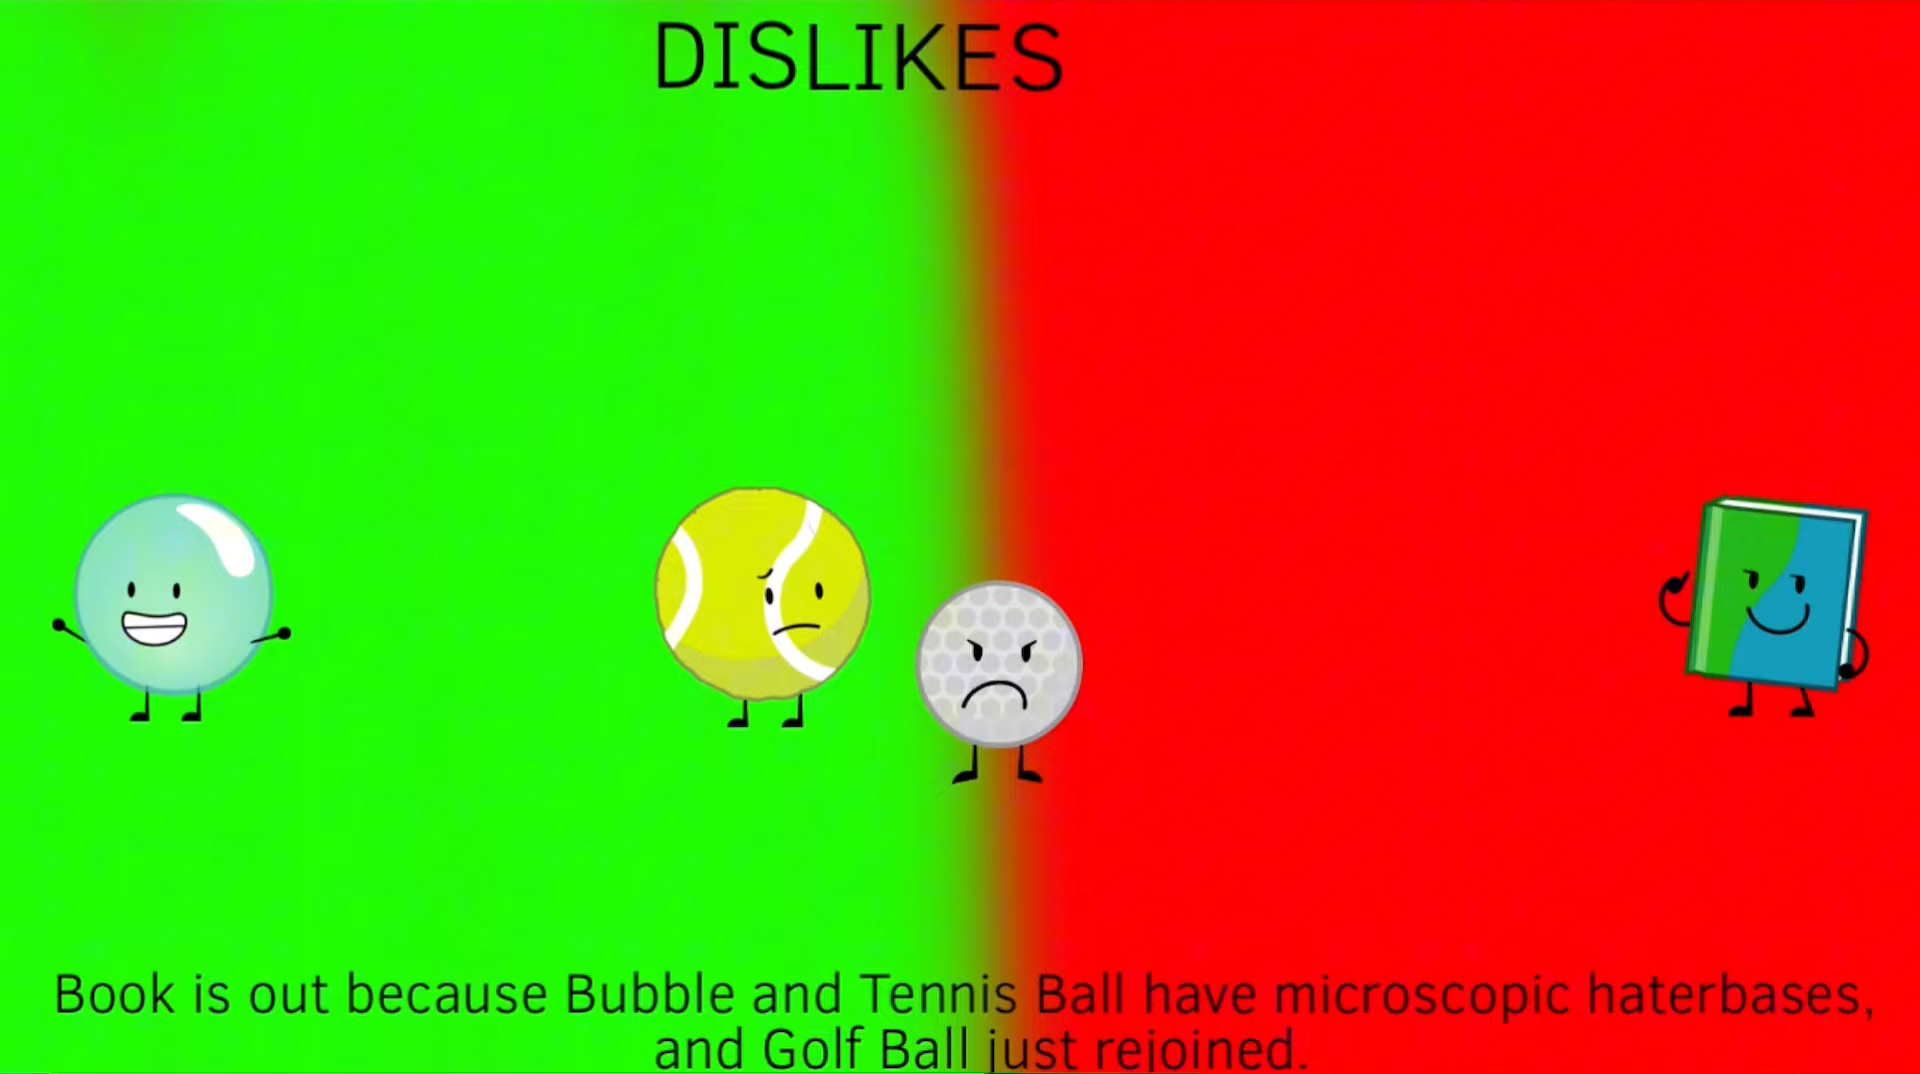 DISLIKES
Book is out because Bubble and Tennis Ball have microscopic haterbases,
and Golf Ball just rejoined.